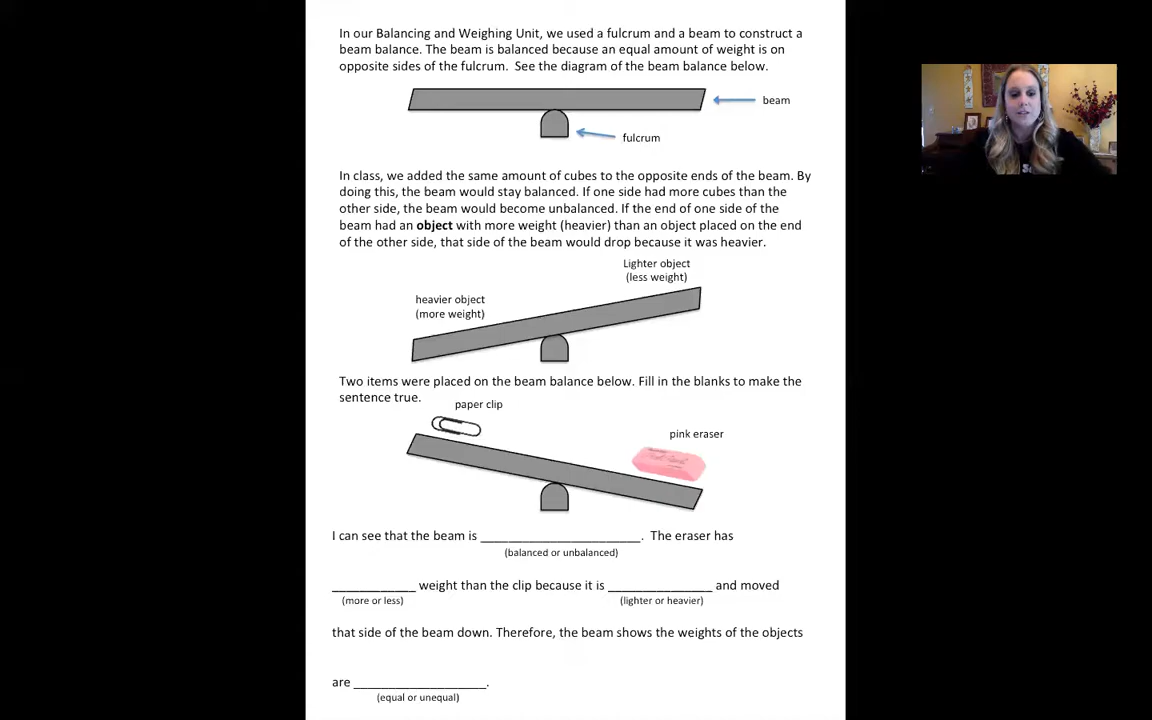 In our Balancing and Weighing Unit, we used a fulcrum and a beam to construct a
beam balance. The beam is balanced because an equal amount of weight is on
opposite sides of the fulcrum. See the diagram of the beam balance below.
beam
fulcrum
In class, we added the same amount of cubes to the opposite ends of the beam. By
doing this, the beam would stay balanced. If one side had more cubes than the
other side, the beam would become unbalanced. If the end of one side of the
beam had an object with more weight (heavier) than an object placed on the end
of the other side, that side of the beam would drop because it was heavier.
Lighter object
(less weight)
heavier object
(more weight)
Two items were placed on the beam balance below. Fill in the blanks to make the
sentence true.
paper clip
pink eraser
I can see that the beam is ______________________. The eraser has
(balanced or unbalanced)
____________ weight than the clip because it is _______________ and moved
(more or less) (lighter or heavier)
that side of the beam down. Therefore, the beam shows the weights of the objects
are ___________________.
(equal or unequal)